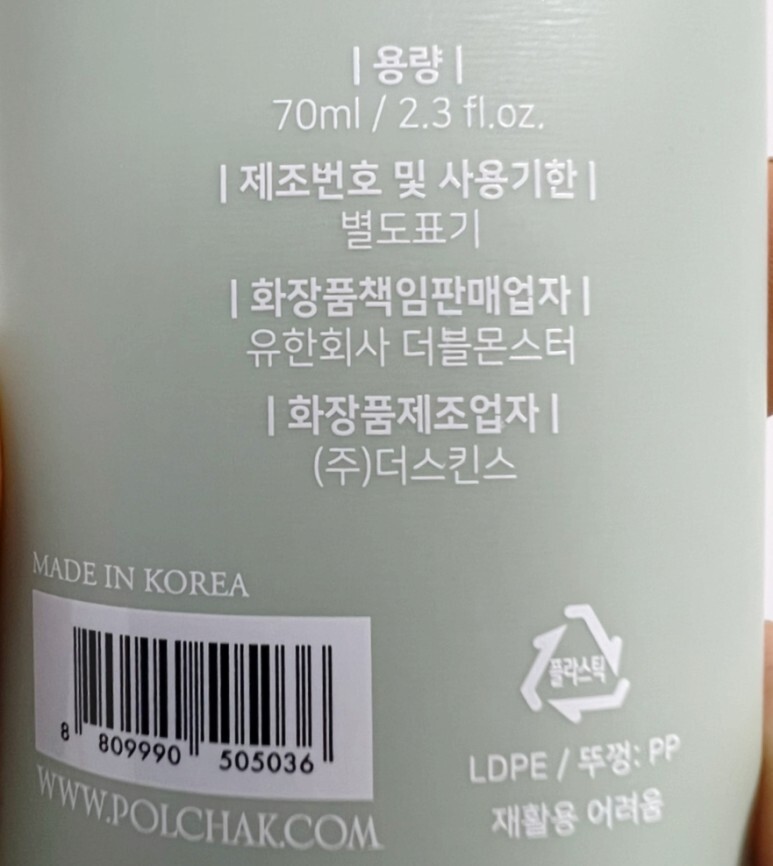 | 용량 |
70ml / 2.3 fl.oz.
| 제조번호 및 사용기한 |
별도표기
| 화장품책임판매업자 |
유한회사 더블몬스터
| 화장품제조업자 |
(주)더스킨스
MADE IN KOREA
8 809990 505036
WWW.POLCHAK.COM
플라스틱
LDPE / 뚜껑: PP
재활용 어려움